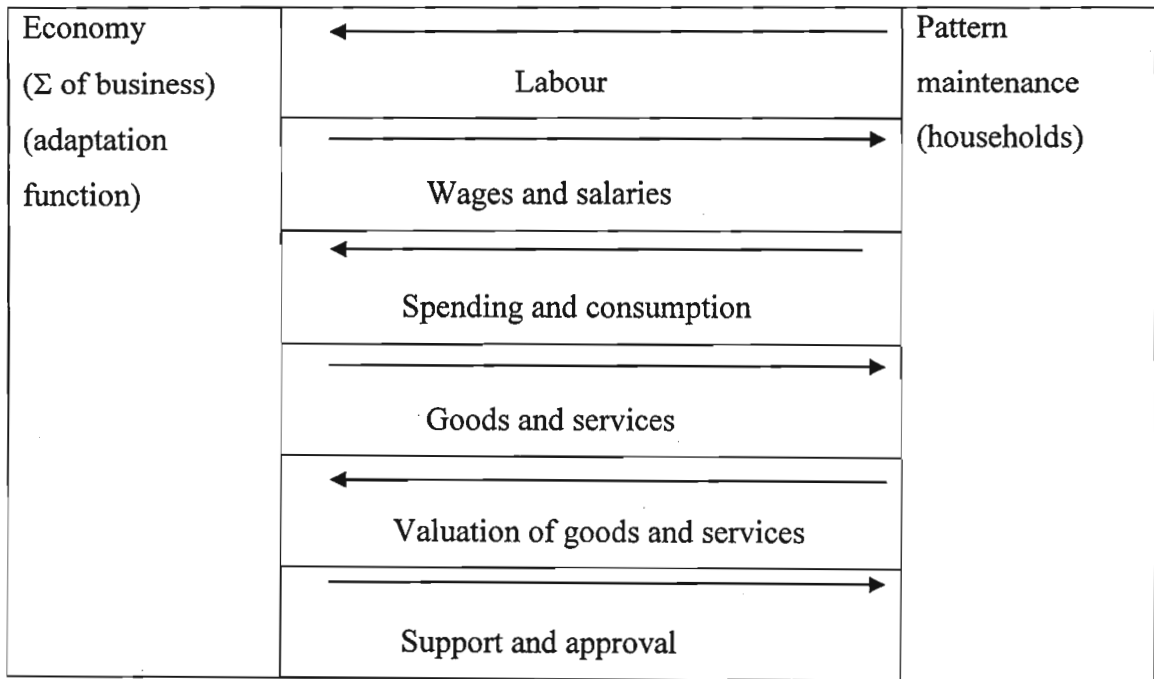 Economy
(Σ of business)
(adaptation
function)
Labour
Wages and salaries
Spending and consumption
Goods and services
Valuation of goods and services
Support and approval
Pattern
maintenance
(households)